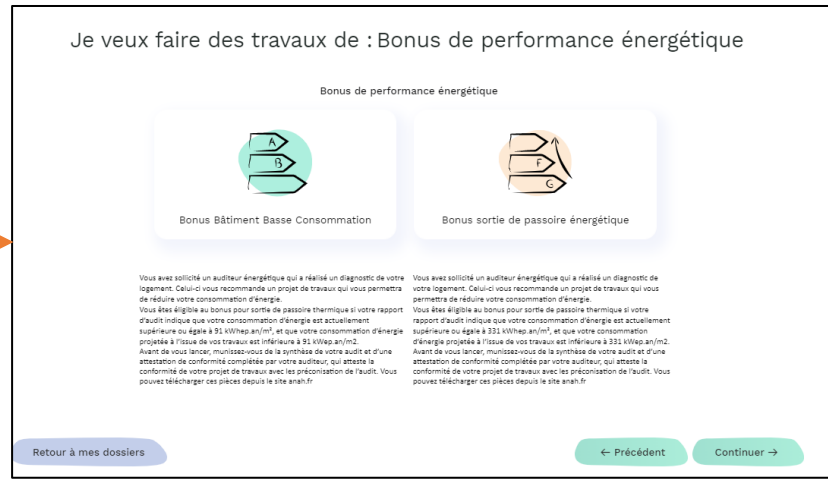 Je veux faire des travaux de : Bonus de performance énergétique
Bonus de performance énergétique
A
B
Bonus Bâtiment Basse Consommation
F
G
Bonus sortie de passoire énergétique
Vous avez sollicité un auditeur énergétique qui a réalisé un diagnostic de votre
logement. Celui-ci vous recommande un projet de travaux qui vous permettra
de réduire votre consommation d'énergie.
Vous êtes éligible au bonus pour sortie de passoire thermique si votre rapport
d'audit indique que votre consommation d'énergie est actuellement
supérieure ou égale à 91 kWhep.an/m², et que votre consommation d'énergie
projetée à l'issue de vos travaux est inférieure à 91 kWep.an/m2.
Avant de vous lancer, munissez-vous de la synthèse de votre audit et d'une
attestation de conformité complétée par votre auditeur, qui atteste la
conformité de votre projet de travaux avec les préconisation de l'audit. Vous
pouvez télécharger ces pièces depuis le site anah.fr
Vous avez sollicité un auditeur énergétique qui a réalisé un diagnostic de
votre logement. Celui-ci vous recommande un projet de travaux qui vous
permettra de réduire votre consommation d'énergie.
Vous êtes éligible au bonus pour sortie de passoire thermique si votre
rapport d'audit indique que votre consommation d'énergie est actuellement
supérieure ou égale à 331 kWhep.an/m², et que votre consommation
d'énergie projetée à l'issue de vos travaux est inférieure à 331 kWep.an/m2.
Avant de vous lancer, munissez-vous de la synthèse de votre audit et d'une
attestation de conformité complétée par votre auditeur, qui atteste la
conformité de votre projet de travaux avec les préconisation de l'audit. Vous
pouvez télécharger ces pièces depuis le site anah.fr
Retour à mes dossiers
← Précédent
Continuer →